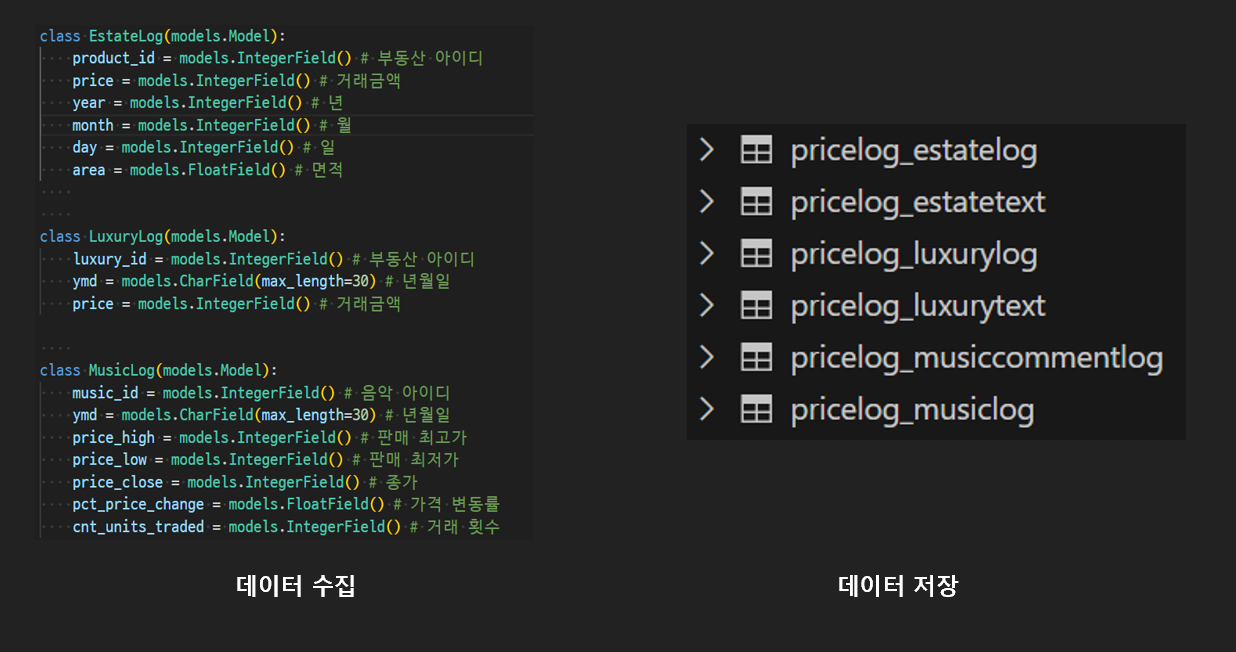 class EstateLog(models.Model):
product_id = models.IntegerField() # 부동산 아이디
price = models.IntegerField() # 거래금액
year = models.IntegerField() # 년
month = models.IntegerField() # 월
day = models.IntegerField() # 일
area = models.FloatField() # 면적
class LuxuryLog(models.Model):
luxury_id = models.IntegerField() # 부동산 아이디
ymd = models.CharField(max_length=30) # 년월일
price = models.IntegerField() # 거래금액
class MusicLog(models.Model):
music_id = models.IntegerField() # 음악 아이디
ymd = models.CharField(max_length=30) # 년월일
price_high = models.IntegerField() # 판매 최고가
price_low = models.IntegerField() # 판매 최저가
price_close = models.IntegerField() # 종가
pct_price_change = models.FloatField() # 가격 변동률
cnt_units_traded = models.IntegerField() # 거래 횟수
데이터 수집
pricelog_estatelog
pricelog_estatetext
pricelog_luxurylog
pricelog_luxurytext
pricelog_musiccommentlog
pricelog_musiclog
데이터 저장